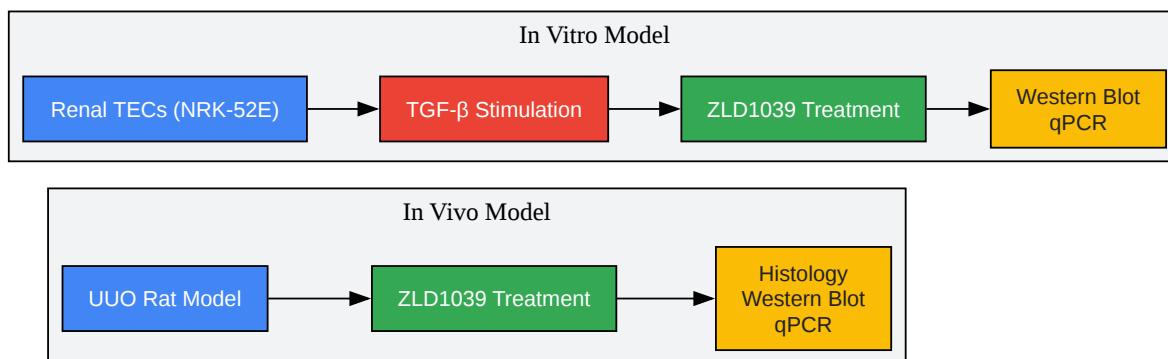 In Vitro Model
Renal TECs (NRK-52E)
TGF-β Stimulation
ZLD1039 Treatment
Western Blot
qPCR
In Vivo Model
UUO Rat Model
ZLD1039 Treatment
Histology
Western Blot
qPCR